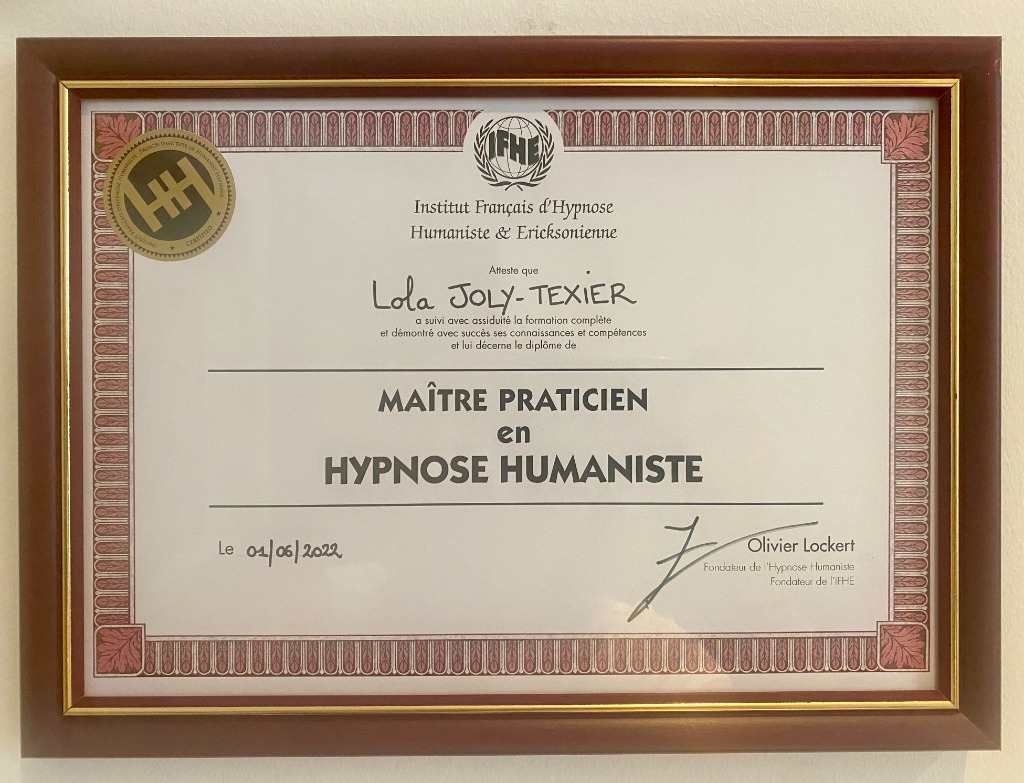 IFHE
Institut Français d'Hypnose
Humaniste & Ericksonienne
Atteste que
Lola JOLY-TEXIER
a suivi avec assiduité la formation complète
et démontré avec succès ses connaissances et compétences
et lui décerne le diplôme de
MAÎTRE PRATICIEN
en
HYPNOSE HUMANISTE
Le 01/06/2022
Olivier Lockert
Fondateur de l'Hypnose Humaniste
Fondateur de l'IFHE